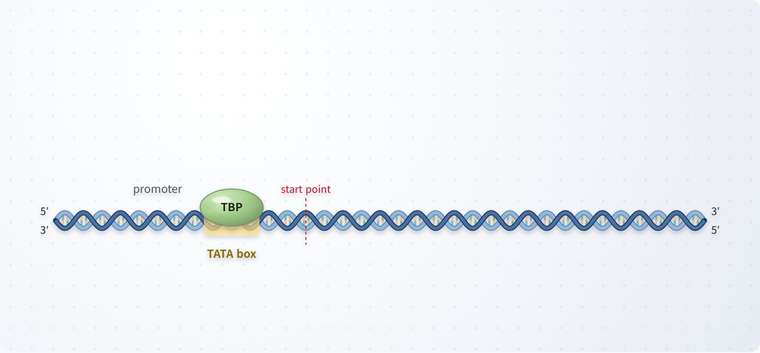 promoter
start point
TBP
5' 3'
3' 5'
TATA box